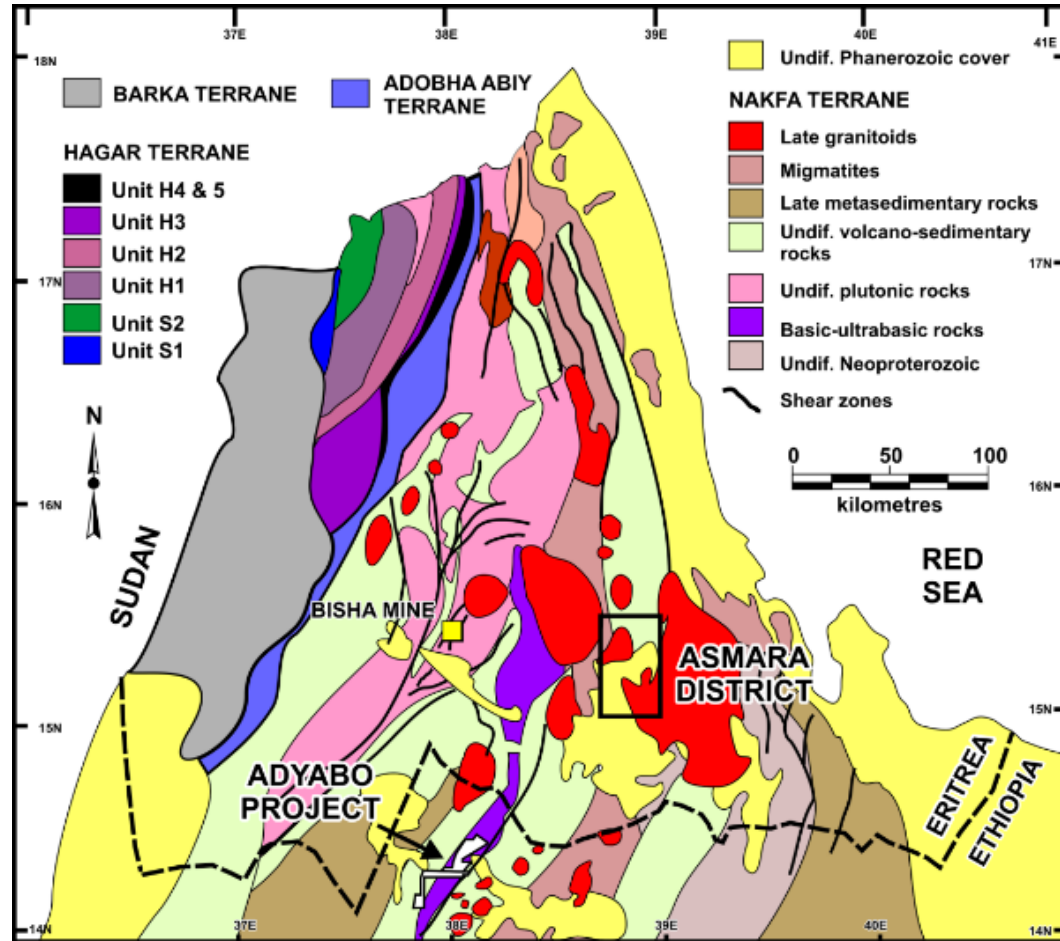 37E
38E
39E
40E
41E
18N
BARKA TERRANE
ADOBHA ABIY
TERRANE
HAGAR TERRANE
Unit H4 & 5
Unit H3
Unit H2
Unit H1
Unit S2
Unit S1
Undif. Phanerozoic cover
NAKFA TERRANE
Late granitoids
Migmatites
Late metasedimentary rocks
Undif. volcano-sedimentary
rocks
Undif. plutonic rocks
Basic-ultrabasic rocks
Undif. Neoproterozoic
Shear zones
17N
17N
N
0
50
100
kilometres
16N
16N
SUDAN
RED
SEA
BISHA MINE
ASMARA
DISTRICT
15N
15N
ADYABO
PROJECT
ERITREA
ETHIOPIA
14N
37E
38E
39E
40E
14N